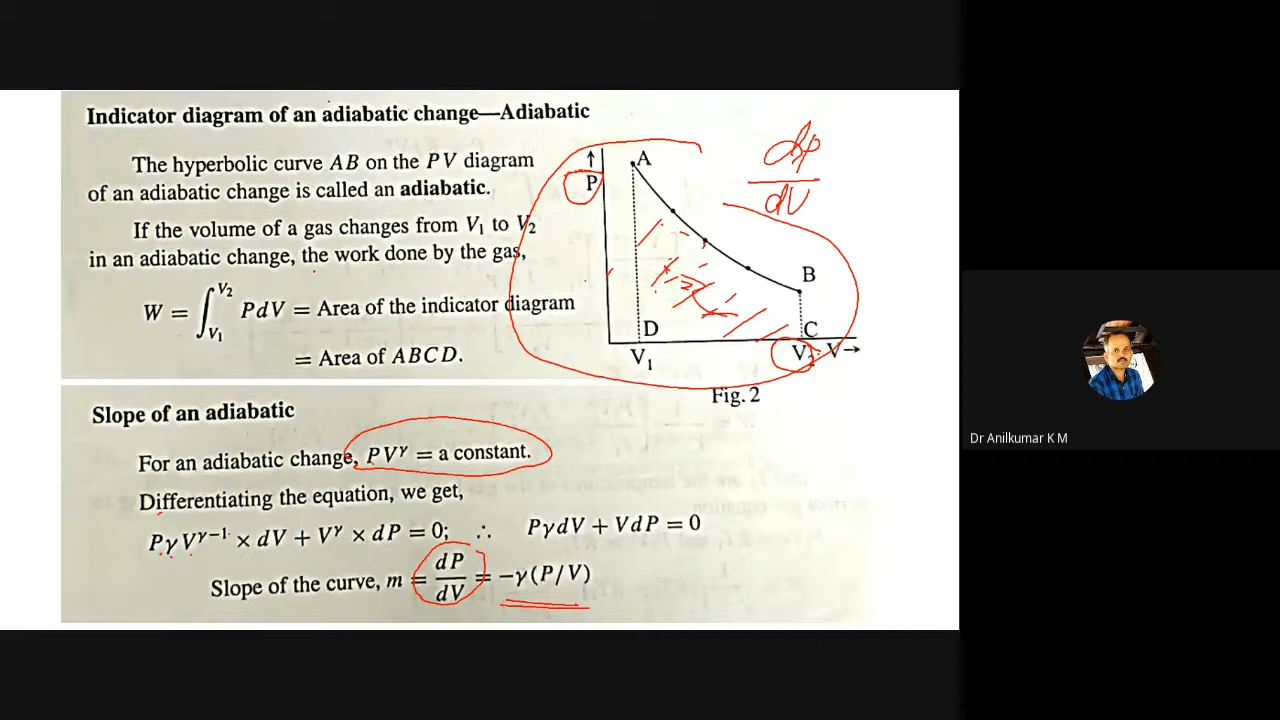 Indicator diagram of an adiabatic change—Adiabatic
The hyperbolic curve AB on the PV diagram
of an adiabatic change is called an adiabatic.
If the volume of a gas changes from V₁ to V₂
in an adiabatic change, the work done by the gas,
W = ∫_{V₁}^{V₂} PdV = Area of the indicator diagram
= Area of ABCD.
↑ A
P
dp/dV
B
D C
V₁ V₂ V→
Fig. 2
Slope of an adiabatic
For an adiabatic change, PV^γ = a constant.
Differentiating the equation, we get,
PγV^{γ−1} × dV + V^γ × dP = 0; ∴ PγdV + VdP = 0
Slope of the curve, m = dP/dV = −γ(P/V)
Dr Anilkumar K M